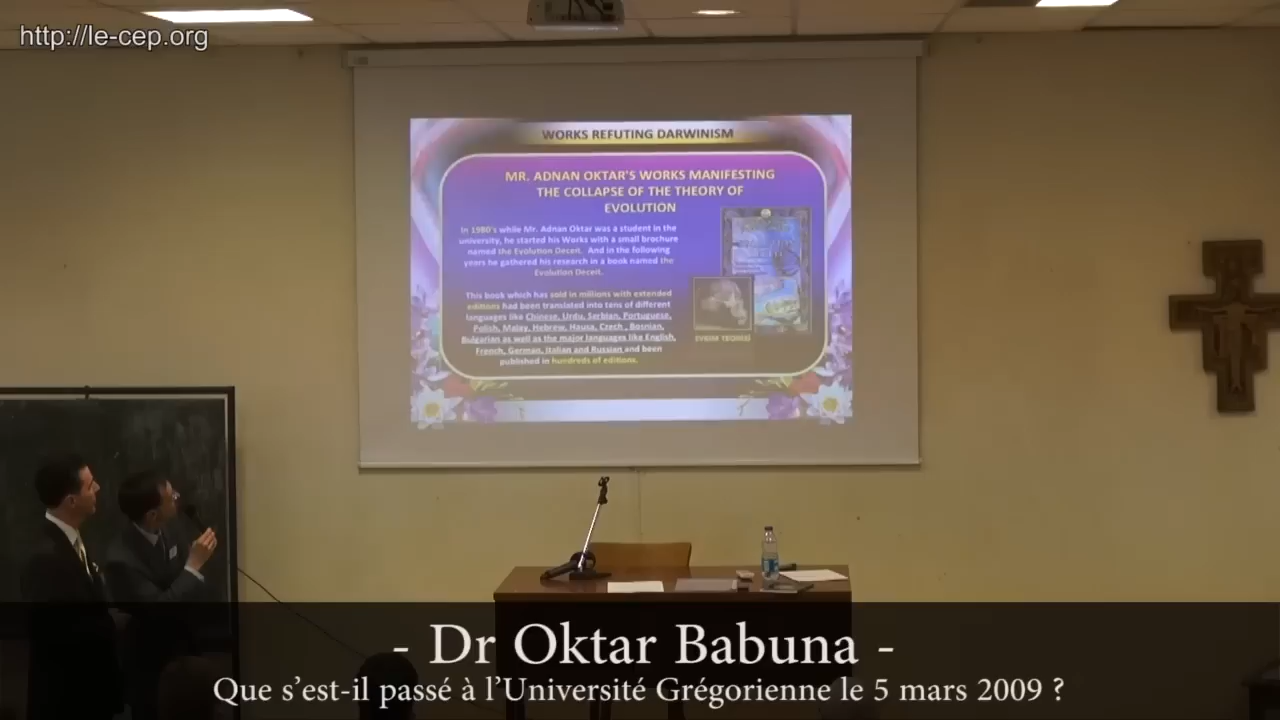 http://le-cep.org
WORKS REFUTING DARWINISM
MR. ADNAN OKTAR'S WORKS MANIFESTING
THE COLLAPSE OF THE THEORY OF
EVOLUTION
In 1980's while Mr. Adnan Oktar was a student in the
university, he started his Works with a small brochure
named the Evolution Deceit. And in the following
years he gathered his research in a book named the
Evolution Deceit.
This book which has sold in millions with extended
editions had been translated into tens of different
languages like Chinese, Urdu, Serbian, Portuguese,
Polish, Malay, Hebrew, Hausa, Czech , Bosnian,
Bulgarian as well as the major languages like English,
French, German, Italian and Russian and been
published in hundreds of editions.
EVRIM TEORISI
- Dr Oktar Babuna -
Que s'est-il passé à l'Université Grégorienne le 5 mars 2009 ?